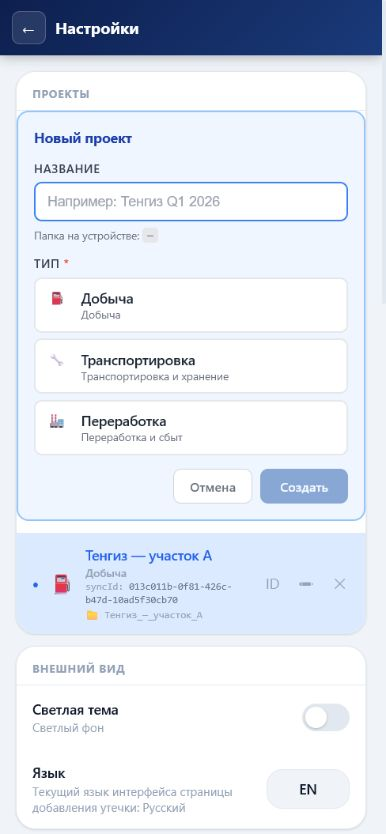 ← Настройки
ПРОЕКТЫ
Новый проект
НАЗВАНИЕ
Например: Тенгиз Q1 2026
Папка на устройстве: —
ТИП *
Добыча
Добыча
Транспортировка
Транспортировка и хранение
Переработка
Переработка и сбыт
Отмена
Создать
Тенгиз — участок А
Добыча
syncId: 013c011b-0f81-426c-
b47d-10ad5f30cb70
Тенгиз_—_участок_А
ID
ВНЕШНИЙ ВИД
Светлая тема
Светлый фон
Язык
Текущий язык интерфейса страницы
добавления утечки: Русский
EN